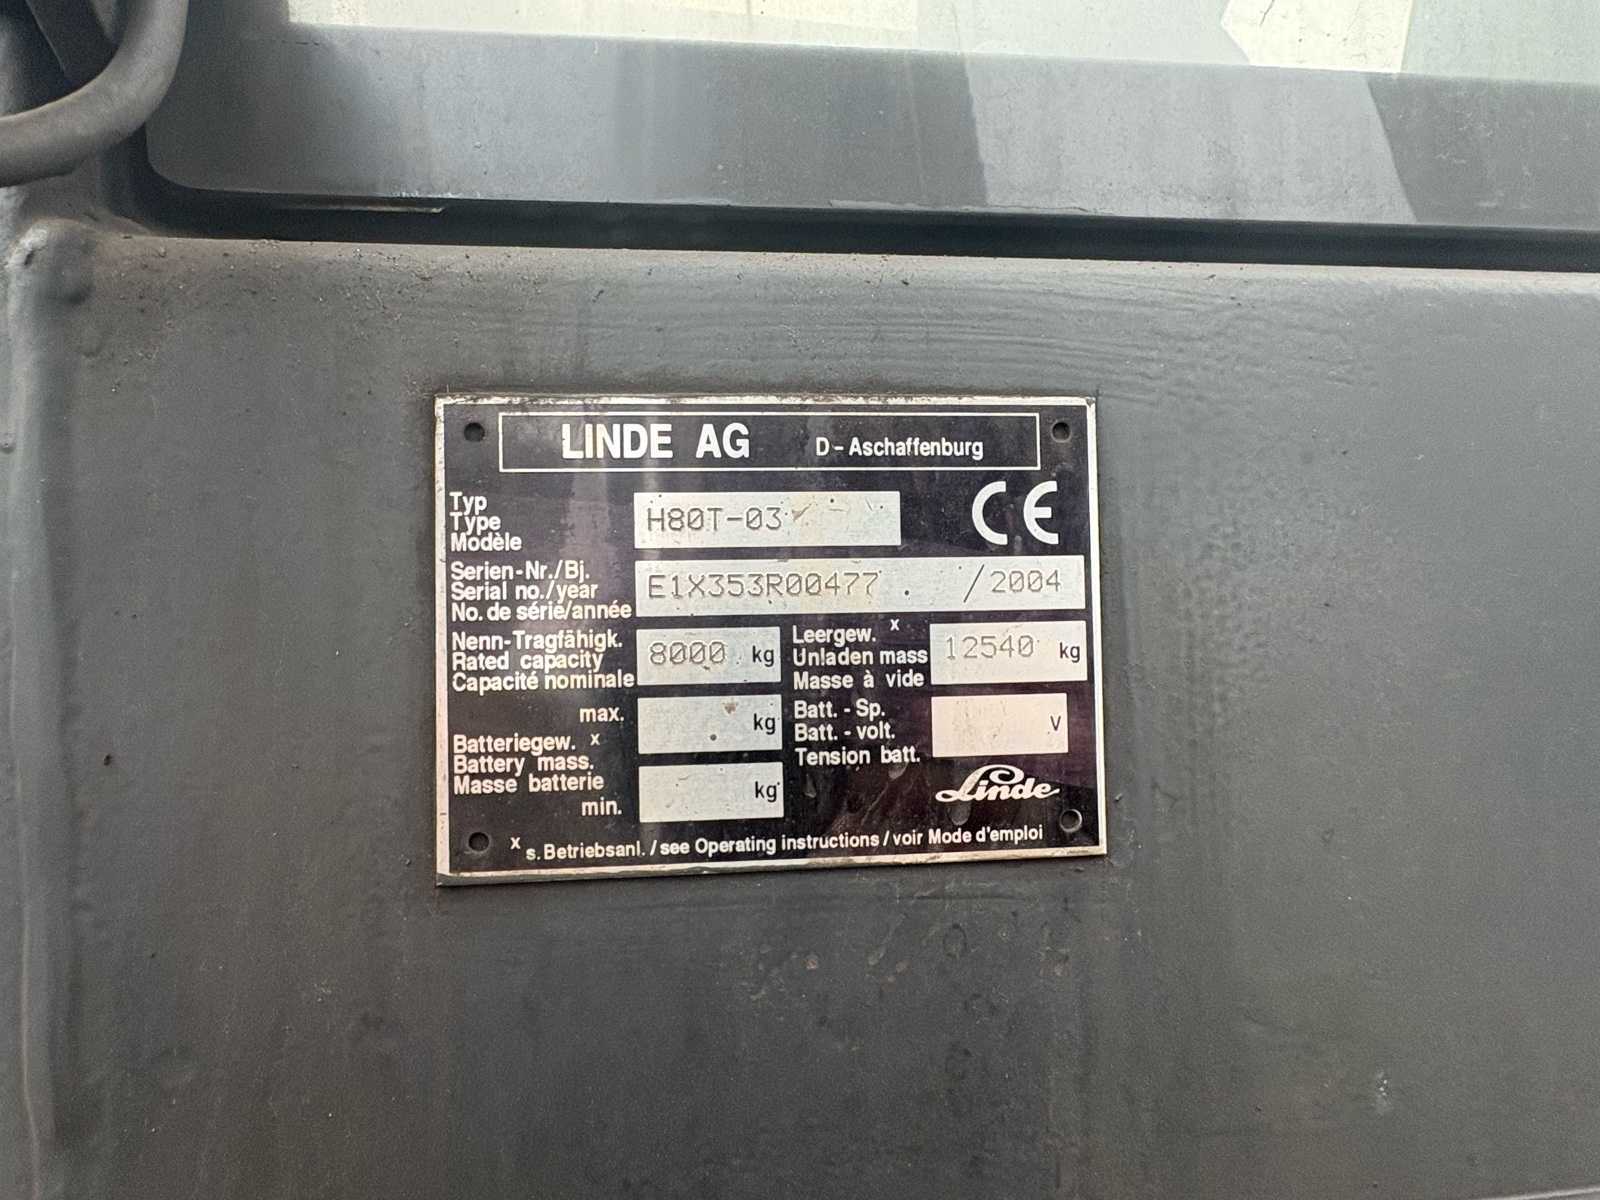 LINDE AG D - Aschaffenburg
Typ
Type
Modèle
H80T-03
CE
Serien-Nr./Bj.
Serial no./year
No. de série/année
E1X353R00477 /2004
Nenn-Tragfähigk.
Rated capacity
Capacité nominale
8000 kg
Leergew. x
Unladen mass
Masse à vide
12540 kg
max.
kg
Batteriegew. x
Battery mass.
Masse batterie
min.
kg
Batt. - Sp.
Batt. - volt.
Tension batt.
V
Linde
x s. Betriebsanl. / see Operating instructions / voir Mode d'emploi